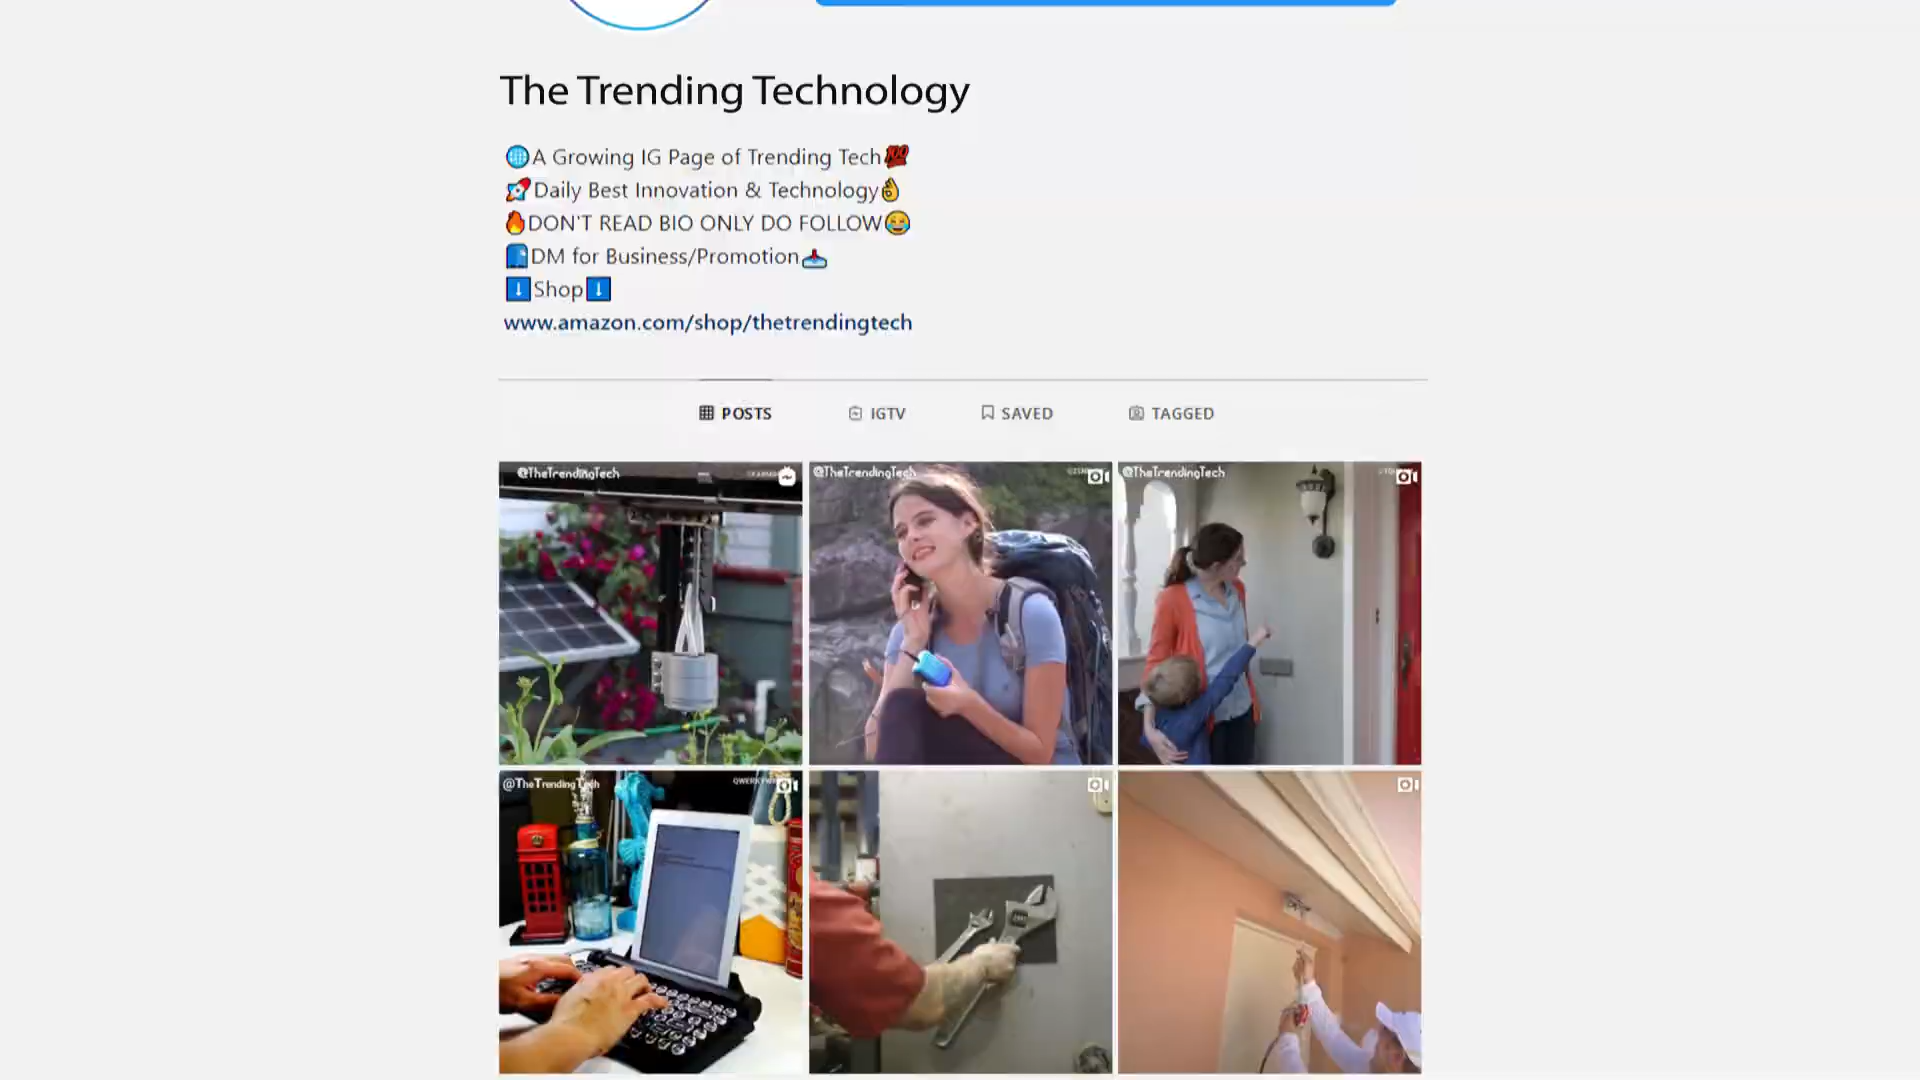 The Trending Technology
A Growing IG Page of Trending Tech
Daily Best Innovation & Technology
DON'T READ BIO ONLY DO FOLLOW
DM for Business/Promotion
Shop
www.amazon.com/shop/thetrendingtech
POSTS IGTV SAVED TAGGED
@TheTrendingTech
@TheTrendingTech
@TheTrendingTech
@TheTrendingTech